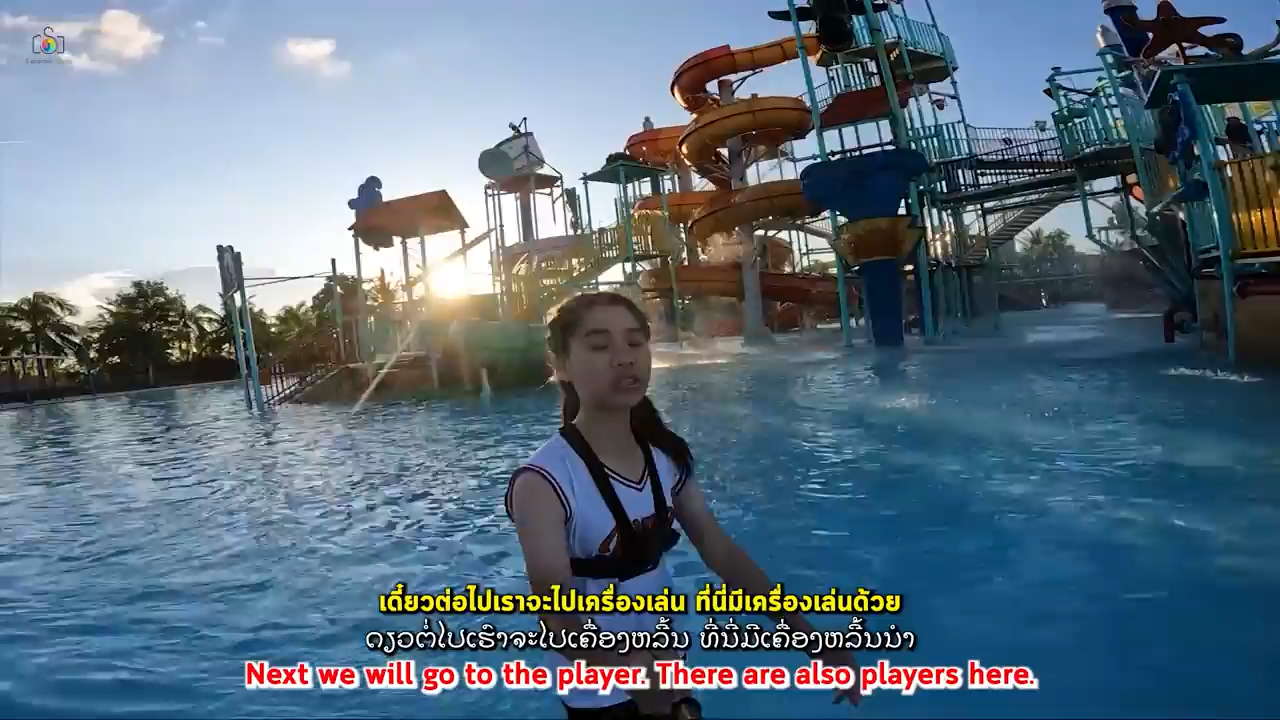 เดี๋ยวต่อไปเราจะไปเครื่องเล่น ที่นี่มีเครื่องเล่นด้วย
ດຽວຕໍ່ໄປເຮົາຈະໄປເຄື່ອງຫລິ້ນ ທີ່ນີ່ມີເຄື່ອງຫລິ້ນນຳ
Next we will go to the player. There are also players here.